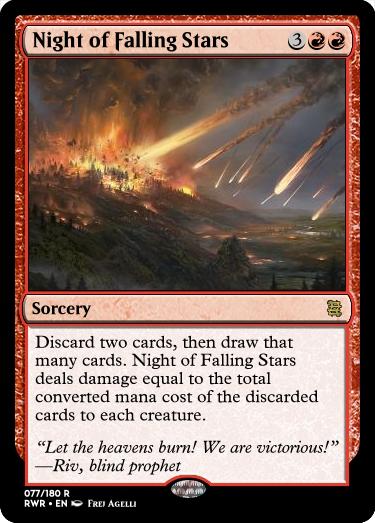 Night of Falling Stars 3
Sorcery
Discard two cards, then draw that
many cards. Night of Falling Stars
deals damage equal to the total
converted mana cost of the discarded
cards to each creature.
“Let the heavens burn! We are victorious!”
—Riv, blind prophet
077/180 R
RWR • EN Frei Agelli